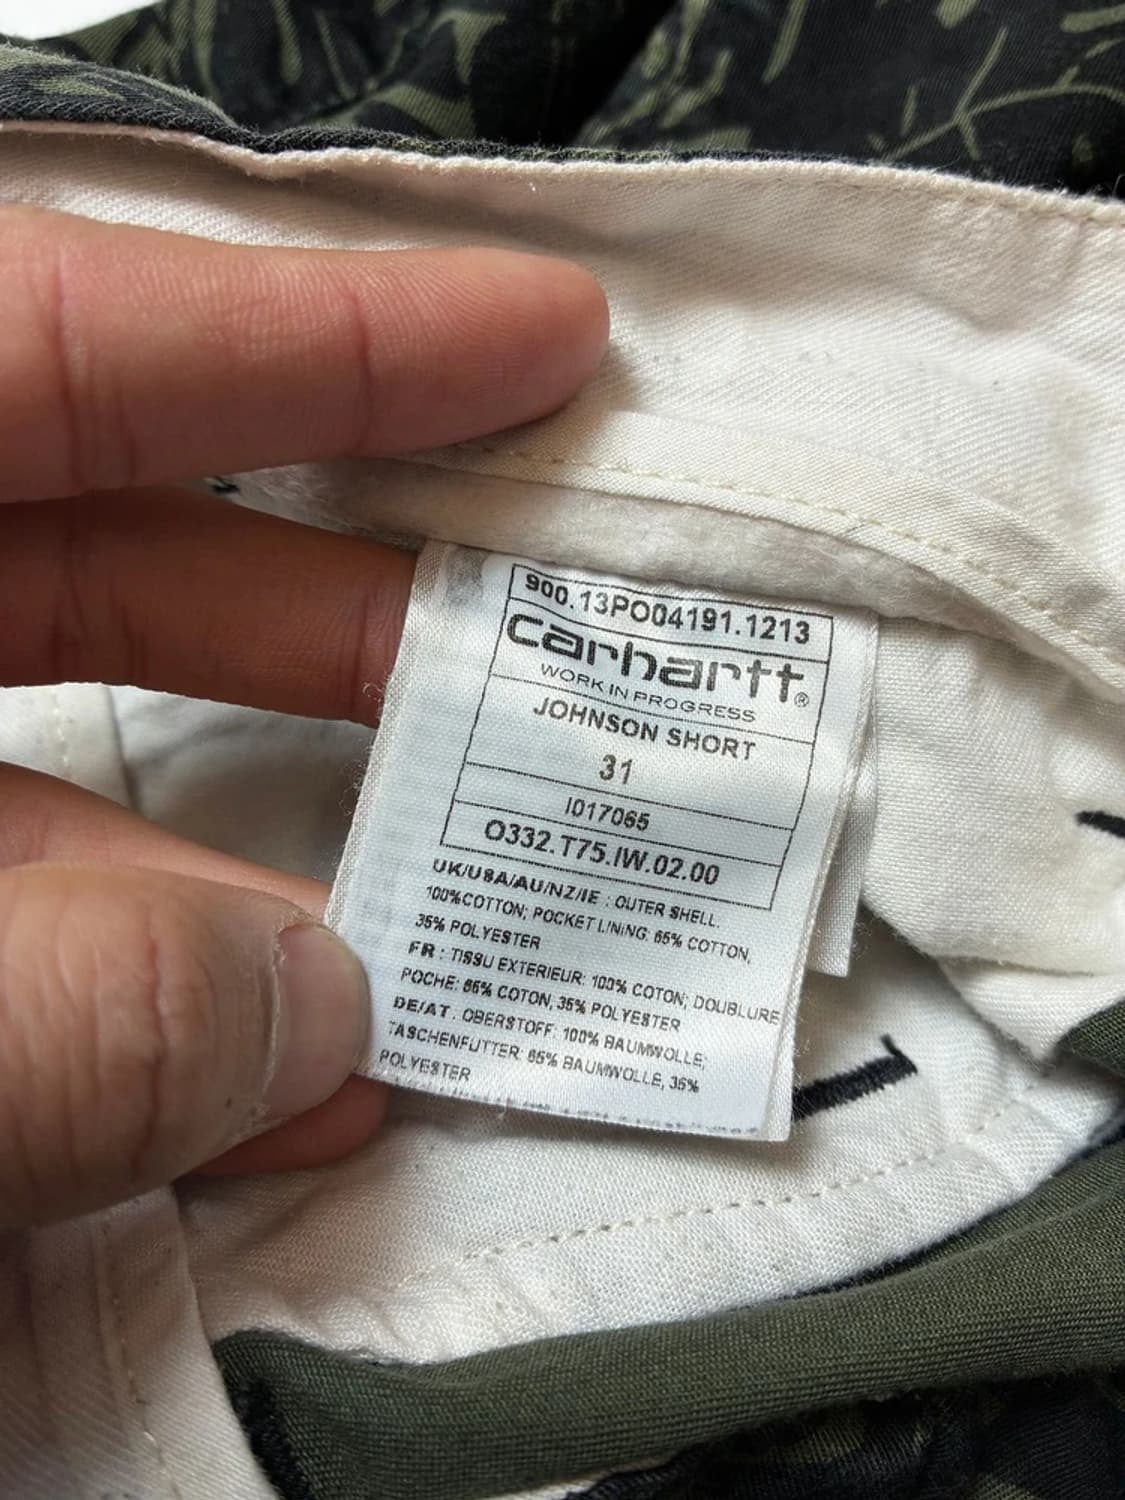 900.13PO04191.1213
carhartt®
WORK IN PROGRESS
JOHNSON SHORT
31
I017065
O332.T75.IW.02.00
UK/USA/AU/NZ/IE : OUTER SHELL.
100%COTTON; POCKET LINING: 65% COTTON,
35% POLYESTER
FR : TISSU EXTERIEUR: 100% COTON; DOUBLURE
POCHE: 65% COTON, 35% POLYESTER
DE/AT. OBERSTOFF: 100% BAUMWOLLE;
TASCHENFUTTER: 65% BAUMWOLLE, 35%
POLYESTER